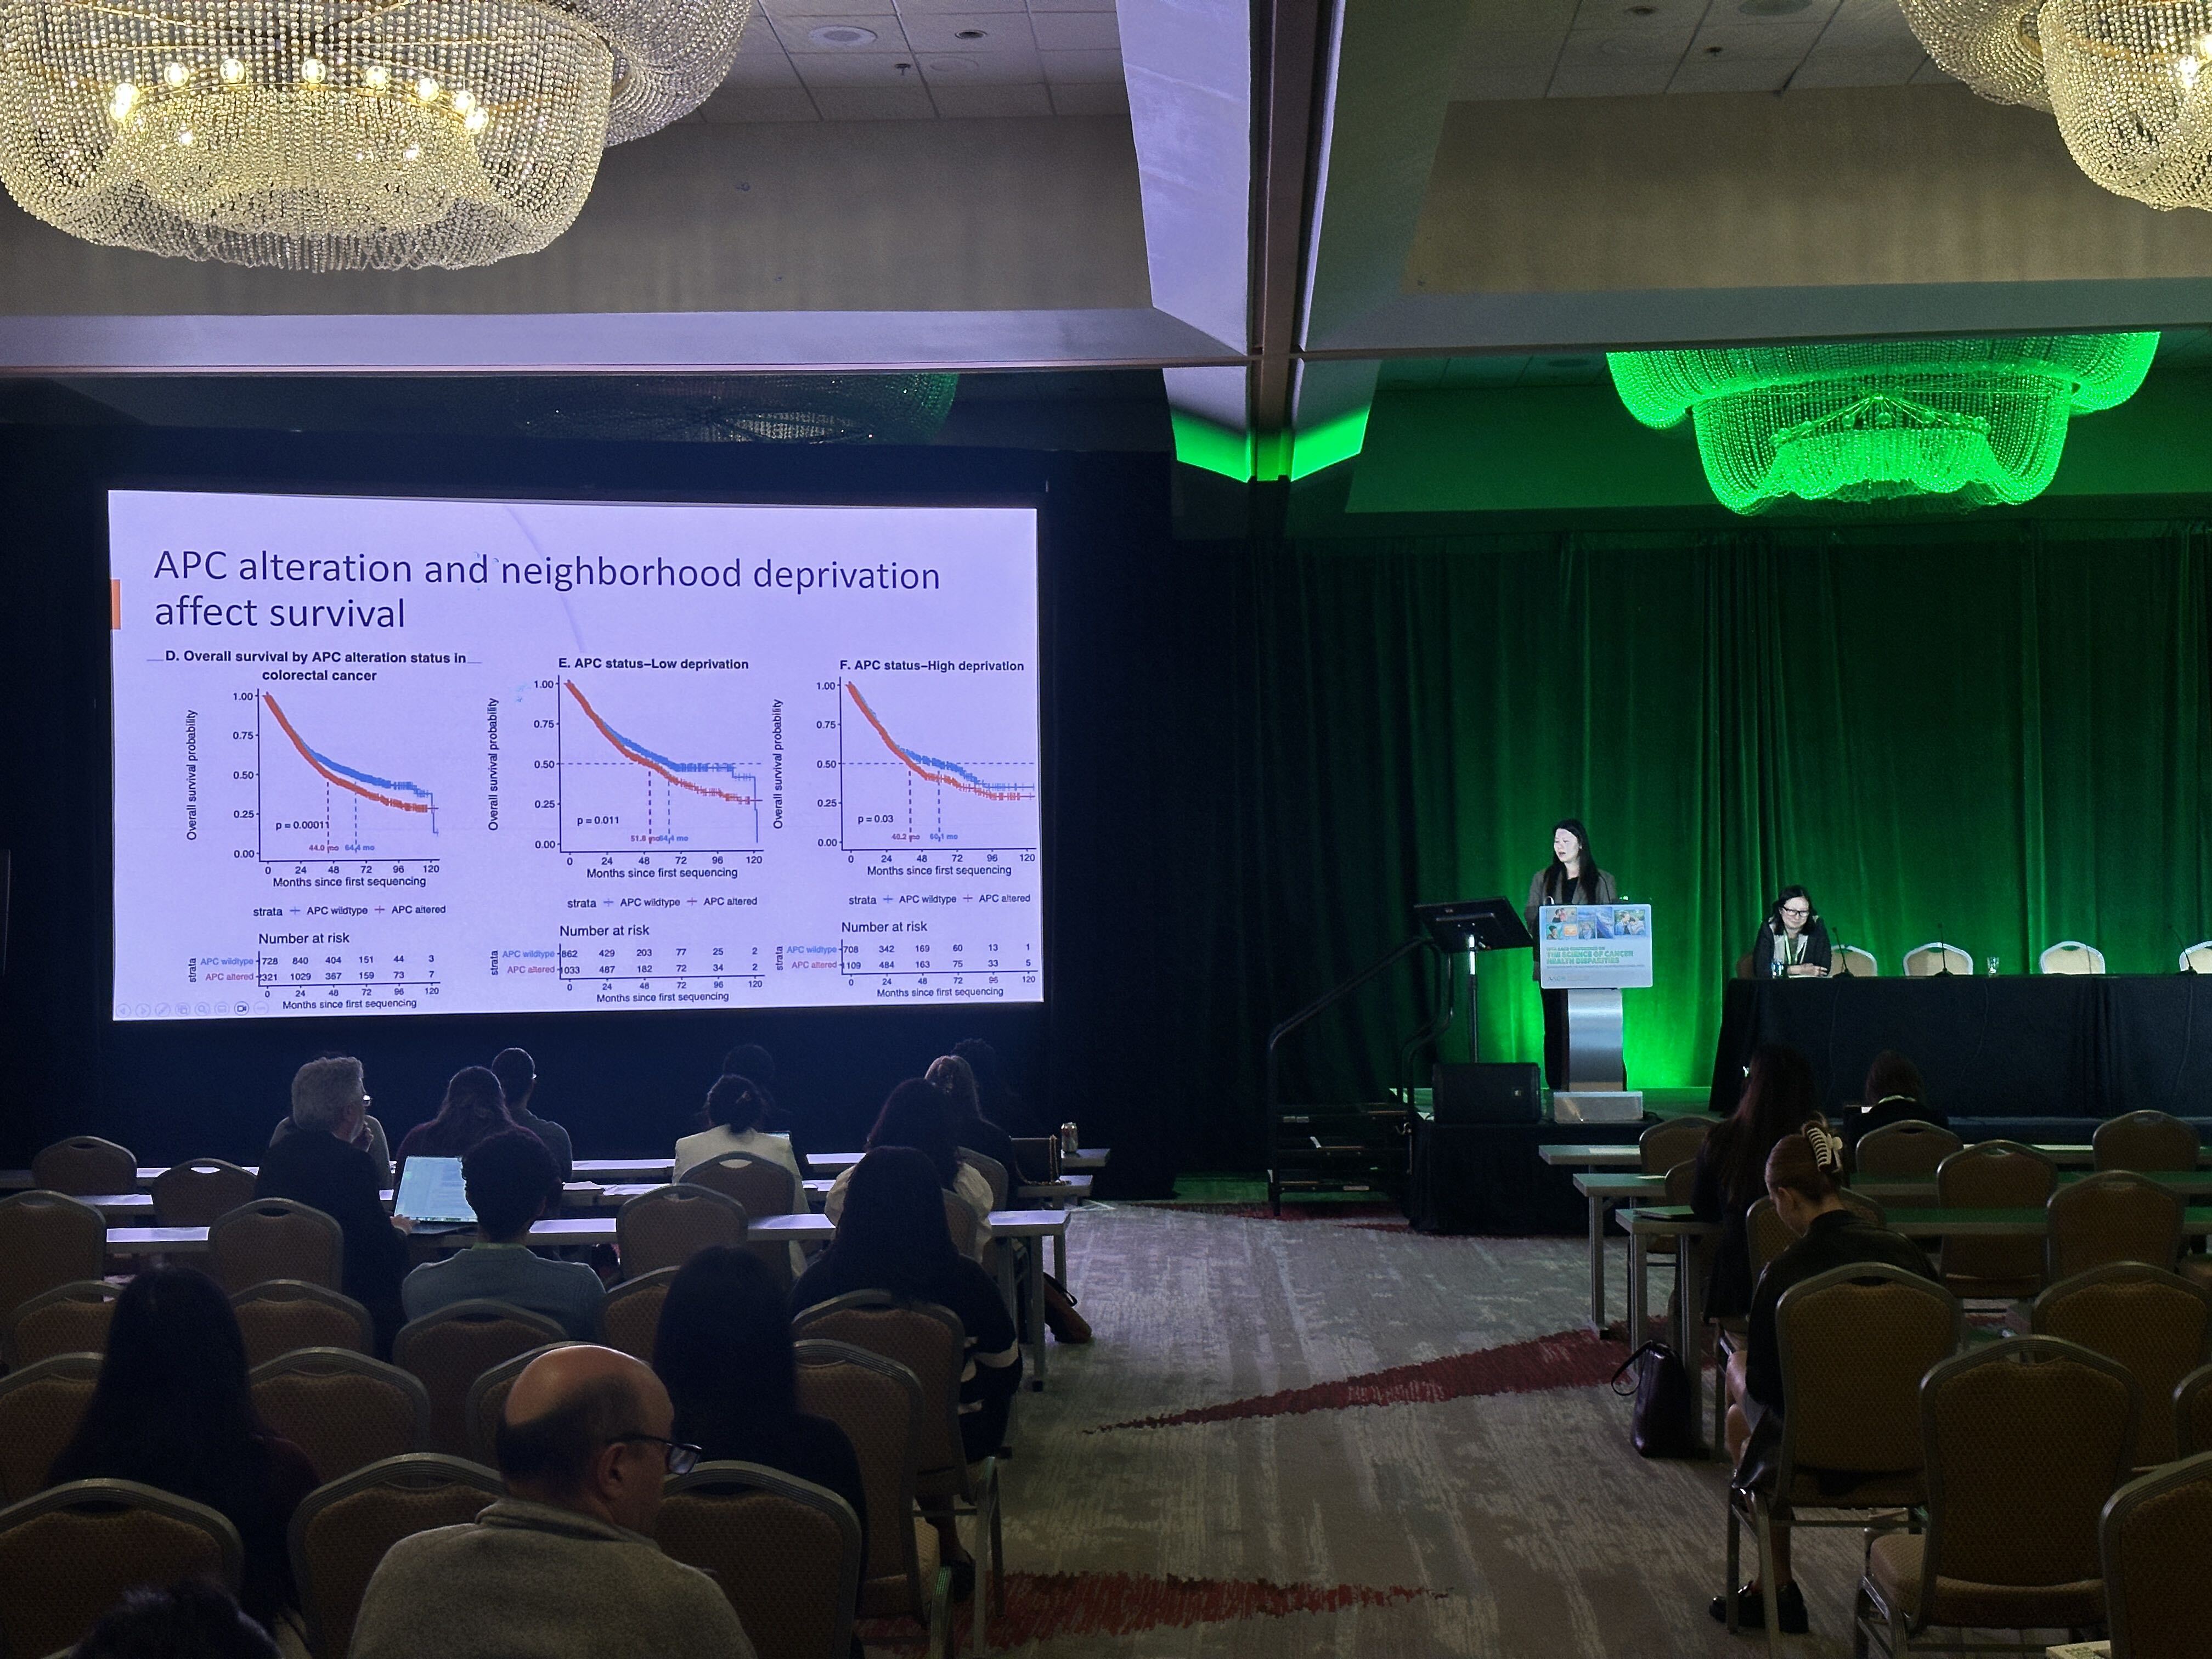 APC alteration and neighborhood deprivation
affect survival
D. Overall survival by APC alteration status in
colorectal cancer
Overall survival probability
1.00
0.75
0.50
0.25
0.00
p = 0.00011
44.0 mo 64.4 mo
0 24 48 72 96 120
Months since first sequencing
strata APC wildtype APC altered
Number at risk
strata
APC wildtype 728 840 404 151 44 3
APC altered 321 1029 367 159 73 7
0 24 48 72 96 120
Months since first sequencing
E. APC status–Low deprivation
Overall survival probability
1.00
0.75
0.50
0.25
0.00
p = 0.011
51.8 mo
0 24 48 72 96 120
Months since first sequencing
strata APC wildtype APC altered
Number at risk
strata
APC wildtype 862 429 203 77 25 2
APC altered 1033 487 182 72 34 2
0 24 48 72 96 120
Months since first sequencing
F. APC status–High deprivation
Overall survival probability
1.00
0.75
0.50
0.25
0.00
p = 0.03
40.2 mo 60.1 mo
0 24 48 72 96 120
Months since first sequencing
strata APC wildtype APC altered
Number at risk
strata
APC wildtype 708 342 169 60 13 1
APC altered 1109 484 163 75 33 5
0 24 48 72 96 120
Months since first sequencing
THE SCIENCE OF CANCER
HEALTH DISPARITIES